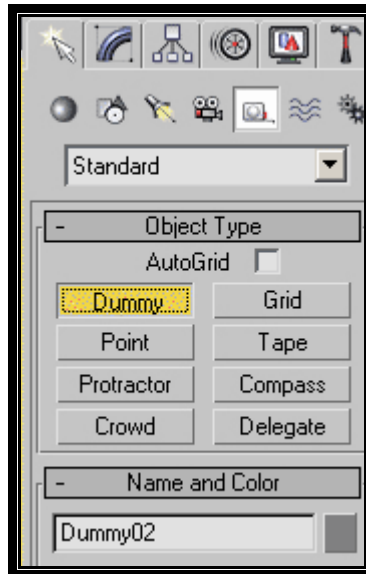 Standard
- Object Type
AutoGrid
Dummy Grid
Point Tape
Protractor Compass
Crowd Delegate
- Name and Color
Dummy02